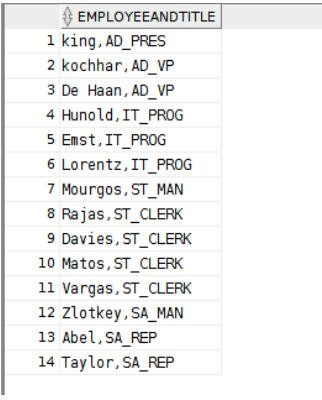 EMPLOYEEANDTITLE
1 king,AD_PRES
2 kochhar,AD_VP
3 De Haan,AD_VP
4 Hunold,IT_PROG
5 Emst,IT_PROG
6 Lorentz,IT_PROG
7 Mourgos,ST_MAN
8 Rajas,ST_CLERK
9 Davies,ST_CLERK
10 Matos,ST_CLERK
11 Vargas,ST_CLERK
12 Zlotkey,SA_MAN
13 Abel,SA_REP
14 Taylor,SA_REP